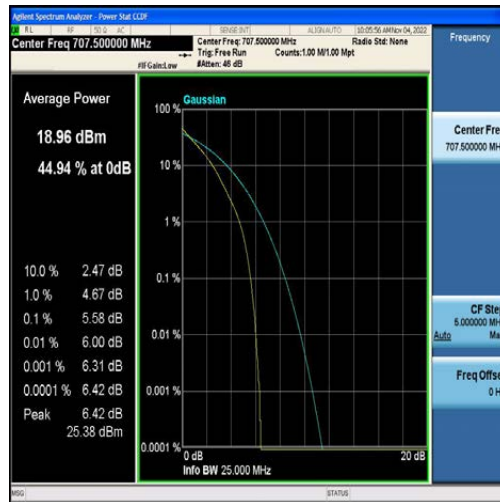 Agilent Spectrum Analyzer - Power Stat CCDF
RL RF 50 Ω AC SENSE:INT ALIGN AUTO 10:05:56 AM Nov 04, 2022
Center Freq 707.500000 MHz
Center Freq: 707.500000 MHz Radio Std: None
Trig: Free Run Counts:1.00 M/1.00 Mpt
#IFGain:Low #Atten: 46 dB
Frequency
Average Power
18.96 dBm
44.94 % at 0dB
10.0 % 2.47 dB
1.0 % 4.67 dB
0.1 % 5.58 dB
0.01 % 6.00 dB
0.001 % 6.31 dB
0.0001 % 6.42 dB
Peak 6.42 dB
25.38 dBm
Gaussian
100 %
10 %
1 %
0.1 %
0.01 %
0.001 %
0.0001 %
0 dB 20 dB
Info BW 25.000 MHz
Center Fre
707.500000 MH
CF Step
5.000000 MH
Auto Ma
Freq Offse
0 H
MSG STATUS